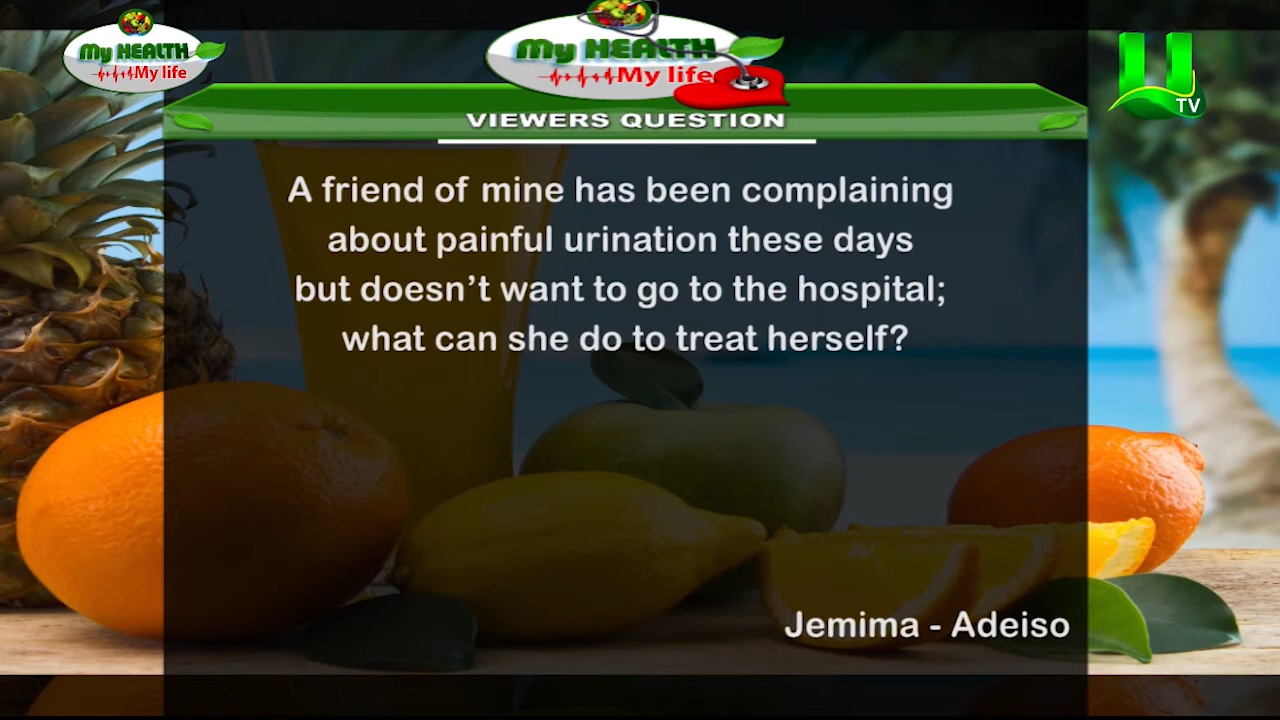 My HEALTH
My life
My HEALTH
My life
TV
VIEWERS QUESTION
A friend of mine has been complaining
about painful urination these days
but doesn't want to go to the hospital;
what can she do to treat herself?
Jemima - Adeiso